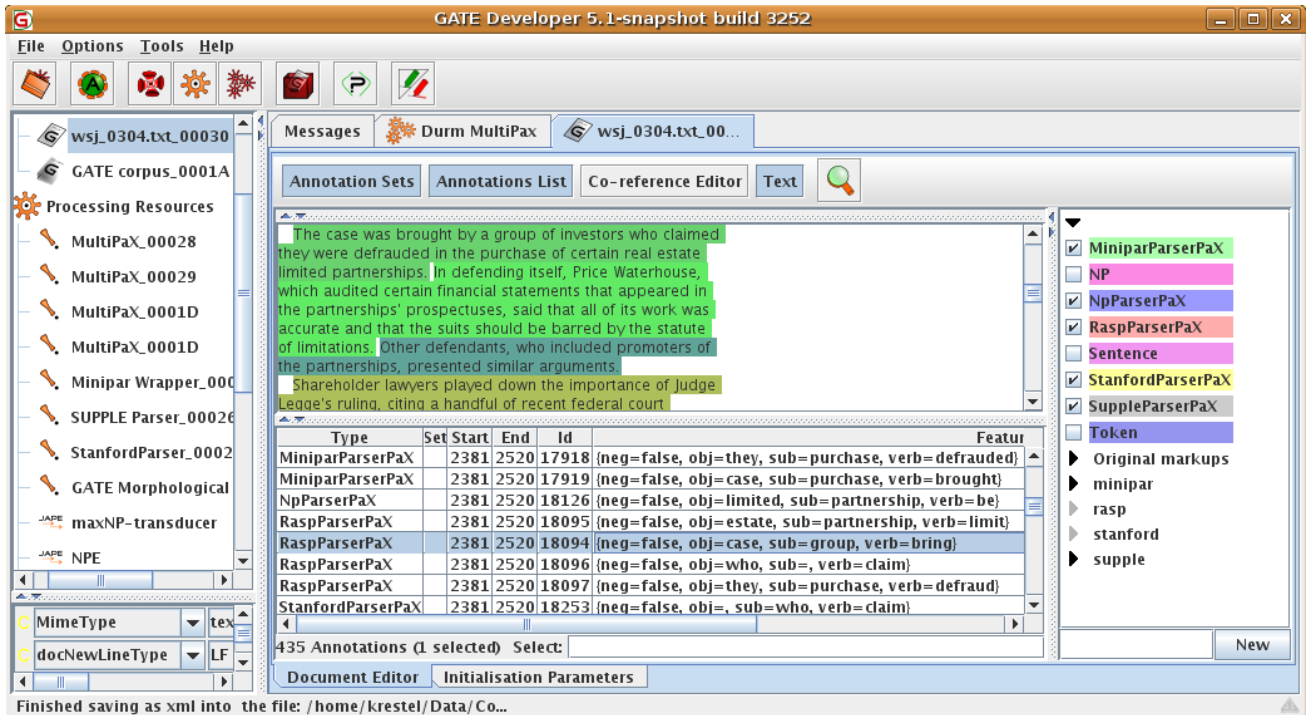 GATE Developer 5.1-snapshot build 3252
File Options Tools Help
wsj_0304.txt_00030
GATE corpus_0001A
Processing Resources
MultiPaX_00028
MultiPaX_00029
MultiPaX_0001D
MultiPaX_0001D
Minipar Wrapper_000
SUPPLE Parser_00026
StanfordParser_0002
GATE Morphological
JAPE maxNP-transducer
JAPE NPE
C MimeType tex
C docNewLineType LF
Messages Durm MultiPax wsj_0304.txt_00...
Annotation Sets Annotations List Co-reference Editor Text
The case was brought by a group of investors who claimed
they were defrauded in the purchase of certain real estate
limited partnerships. In defending itself, Price Waterhouse,
which audited certain financial statements that appeared in
the partnerships' prospectuses, said that all of its work was
accurate and that the suits should be barred by the statute
of limitations. Other defendants, who included promoters of
the partnerships, presented similar arguments.
Shareholder lawyers played down the importance of Judge
Legge's ruling, citing a handful of recent federal court
Type Set Start End Id Featur
MiniparParserPaX 2381 2520 17918 {neg=false, obj=they, sub=purchase, verb=defrauded}
MiniparParserPaX 2381 2520 17919 {neg=false, obj=case, sub=purchase, verb=brought}
NpParserPaX 2381 2520 18126 {neg=false, obj=limited, sub=partnership, verb=be}
RaspParserPaX 2381 2520 18095 {neg=false, obj=estate, sub=partnership, verb=limit}
RaspParserPaX 2381 2520 18094 {neg=false, obj=case, sub=group, verb=bring}
RaspParserPaX 2381 2520 18096 {neg=false, obj=who, sub=, verb=claim}
RaspParserPaX 2381 2520 18097 {neg=false, obj=they, sub=purchase, verb=defraud}
StanfordParserPaX 2381 2520 18253 {neg=false, obj=, sub=who, verb=claim}
435 Annotations (1 selected) Select:
Document Editor Initialisation Parameters
MiniparParserPaX
NP
NpParserPaX
RaspParserPaX
Sentence
StanfordParserPaX
SuppleParserPaX
Token
Original markups
minipar
rasp
stanford
supple
New
Finished saving as xml into the file: /home/krestel/Data/Co...